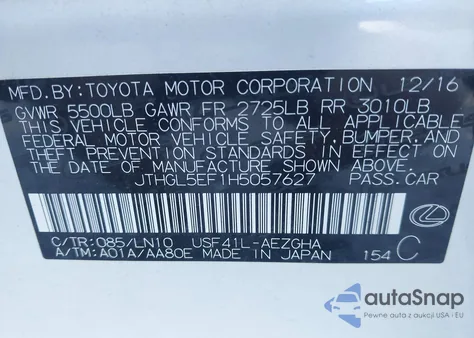 MFD.BY:TOYOTA MOTOR CORPORATION 12/16
GVWR 5500LB GAWR FR 2725LB RR 3010LB
THIS VEHICLE CONFORMS TO ALL APPLICABLE
FEDERAL MOTOR VEHICLE SAFETY, BUMPER, AND
THEFT PREVENTION STANDARDS IN EFFECT ON
THE DATE OF MANUFACTURE SHOWN ABOVE.
JTHGL5EF1H5057627 PASS.CAR
C/TR:085/LN10 USF41L-AEZGHA
A/TM:A01A/AA80E MADE IN JAPAN 154 C
autoSnap
Pewne auta z aukcji USA i EU